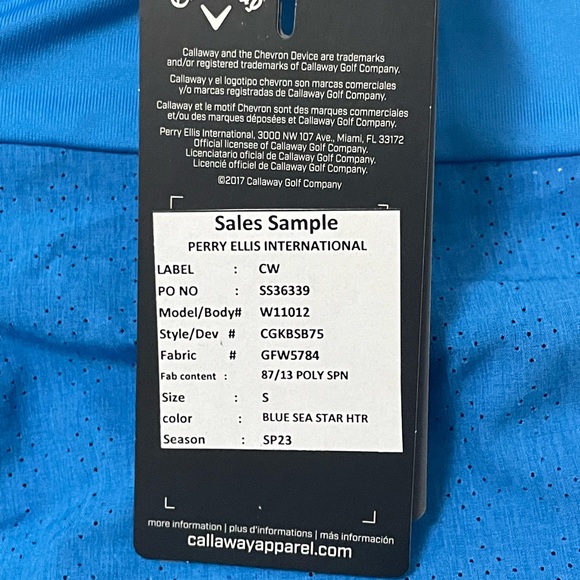 Callaway and the Chevron Device are trademarks
and/or registered trademarks of Callaway Golf Company.
Callaway y el logotipo chevron son marcas comerciales
y/o marcas registradas de Callaway Golf Company.
Callaway et le motif Chevron sont des marques commerciales
et/ou des marques déposées et Callaway Golf Company.
Perry Ellis International, 3000 NW 107 Ave., Miami, FL 33172
Official licensee of Callaway Golf Company.
Licenciatario oficial de Callaway Golf Company.
Licencié officiel de Callaway Golf Company.
©2017 Callaway Golf Company
Sales Sample
PERRY ELLIS INTERNATIONAL
LABEL : CW
PO NO : SS36339
Model/Body# W11012
Style/Dev # CGKBSB75
Fabric # GFW5784
Fab content : 87/13 POLY SPN
Size : S
color : BLUE SEA STAR HTR
Season : SP23
more information | plus d'informations | más información
callawayapparel.com